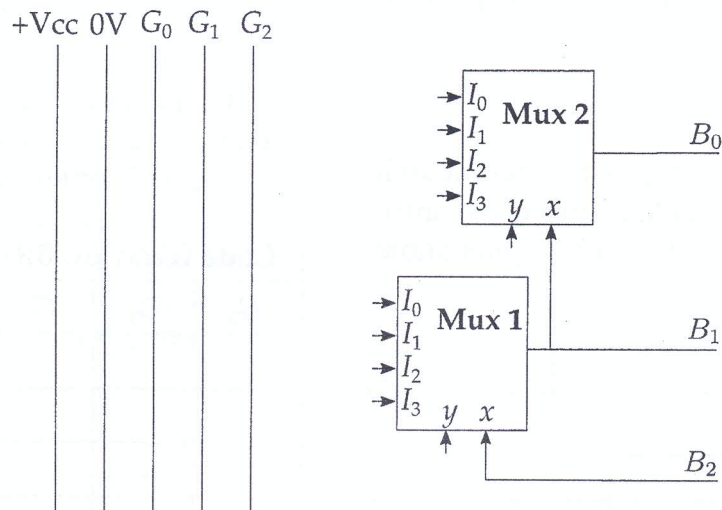 +Vcc 0V G₀ G₁ G₂
I₀ Mux 2
I₁
I₂
I₃ y x
B₀
I₀ Mux 1
I₁
I₂
I₃ y x
B₁
B₂